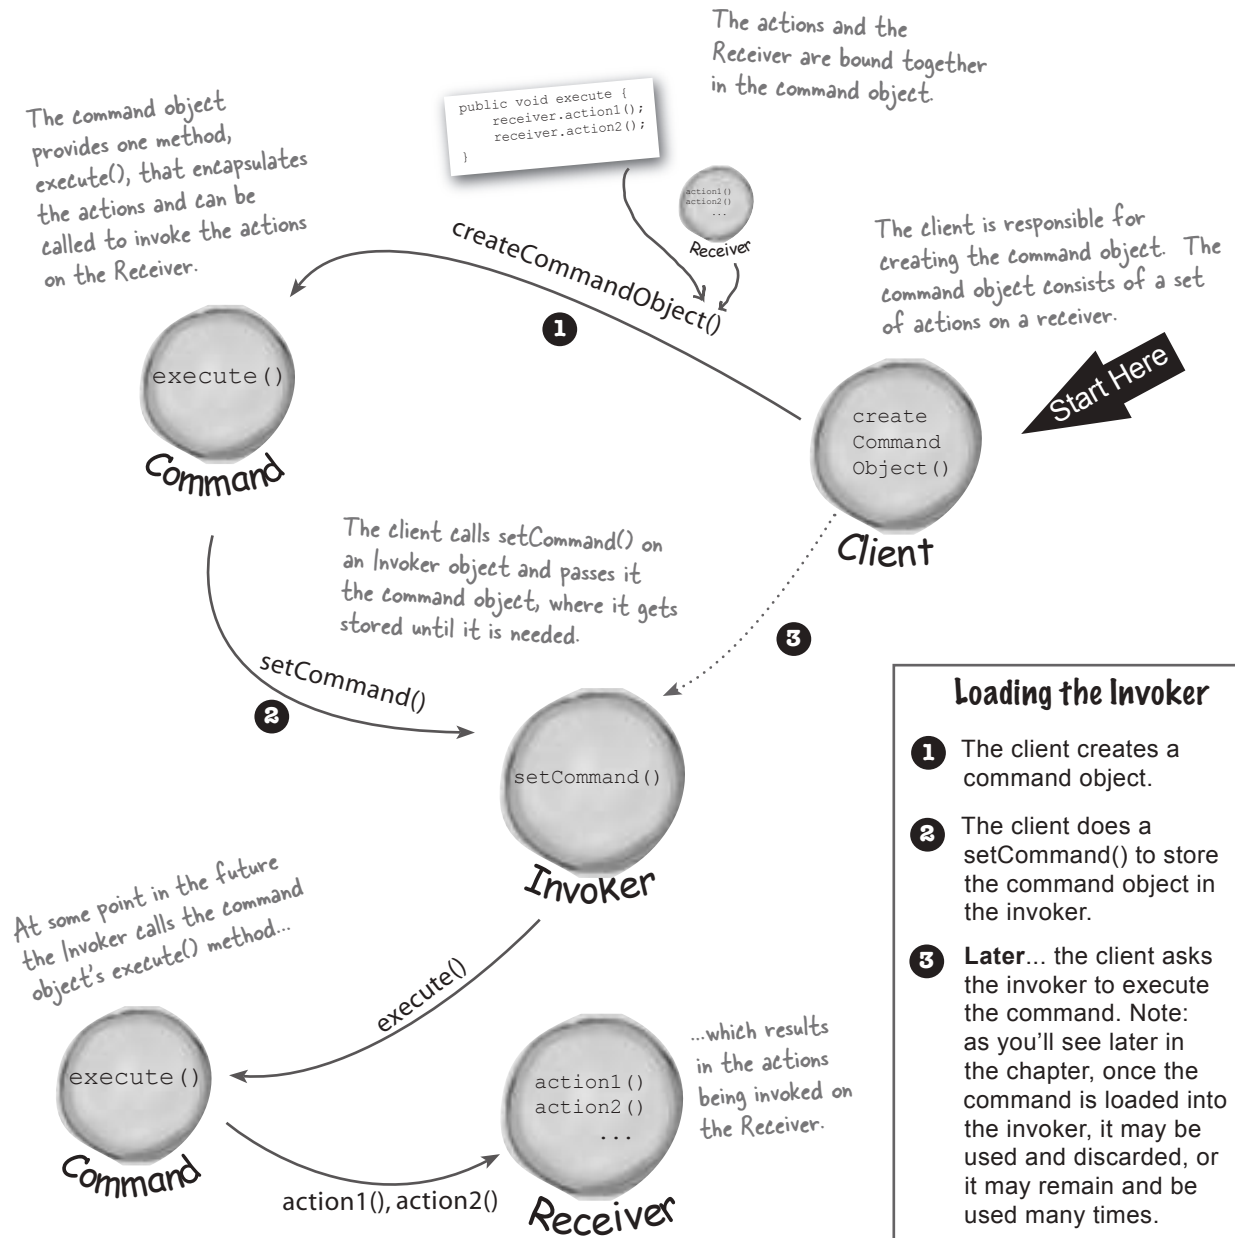 The actions and the
Receiver are bound together
in the command object.
public void execute {
receiver.action1();
receiver.action2();
}
The command object
provides one method,
execute(), that encapsulates
the actions and can be
called to invoke the actions
on the Receiver.
action1()
action2()
...
Receiver
createCommandObject()
1
The client is responsible for
creating the command object. The
command object consists of a set
of actions on a receiver.
Start Here
execute()
Command
create
Command
Object()
Client
The client calls setCommand() on
an Invoker object and passes it
the command object, where it gets
stored until it is needed.
3
setCommand()
2
setCommand()
Invoker
At some point in the future
the Invoker calls the command
object's execute() method...
execute()
execute()
Command
action1(), action2()
action1()
action2()
...
Receiver
...which results
in the actions
being invoked on
the Receiver.
Loading the Invoker
1 The client creates a
command object.
2 The client does a
setCommand() to store
the command object in
the invoker.
3 Later... the client asks
the invoker to execute
the command. Note:
as you'll see later in
the chapter, once the
command is loaded into
the invoker, it may be
used and discarded, or
it may remain and be
used many times.